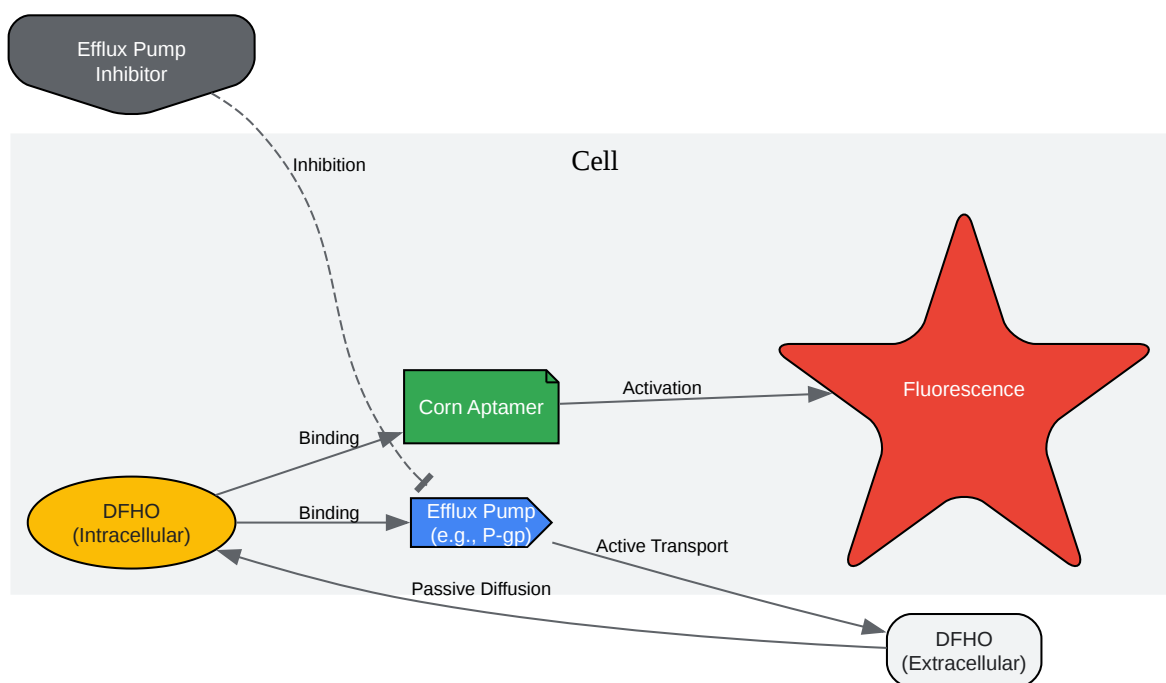 Efflux Pump
Inhibitor
Cell
Inhibition
Fluorescence
Activation
Corn Aptamer
Binding
DFHO
(Intracellular)
Binding
Efflux Pump
(e.g., P-gp)
Active Transport
Passive Diffusion
DFHO
(Extracellular)